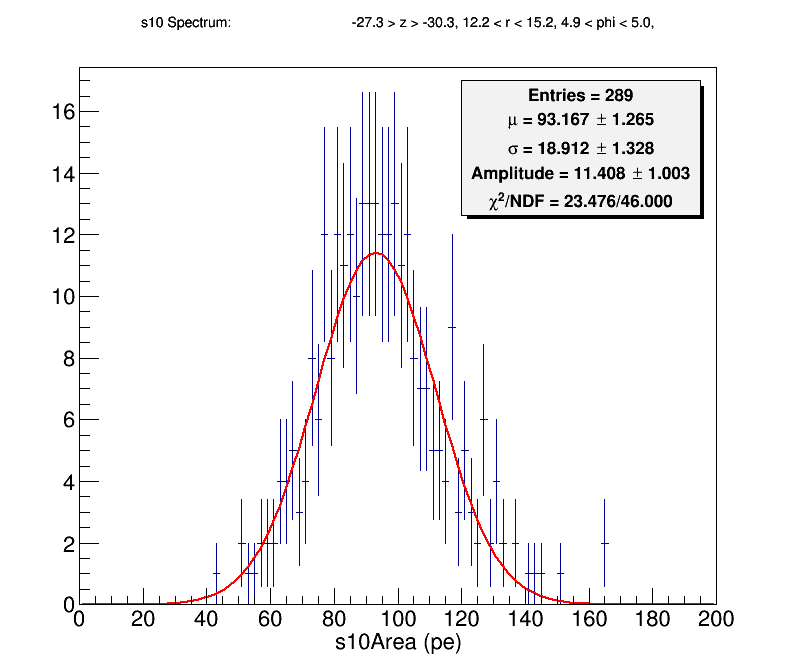 s10 Spectrum: -27.3 > z > -30.3, 12.2 < r < 15.2, 4.9 < phi < 5.0,
Entries = 289
μ = 93.167 ± 1.265
σ = 18.912 ± 1.328
Amplitude = 11.408 ± 1.003
χ²/NDF = 23.476/46.000
16
14
12
10
8
6
4
2
0
0 20 40 60 80 100 120 140 160 180 200
s10Area (pe)